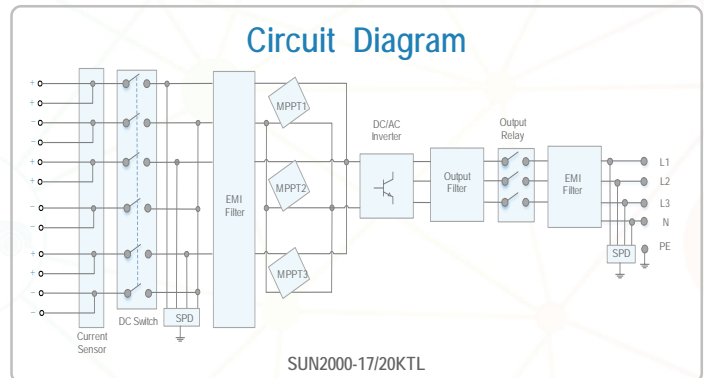 Circuit Diagram
+
+
−
−
+
+
−
−
+
+
−
−
Current
Sensor
DC Switch
SPD
EMI
Filter
MPPT1
MPPT2
MPPT3
DC/AC
Inverter
Output
Filter
Output
Relay
EMI
Filter
SPD
L1
L2
L3
N
PE
SUN2000-17/20KTL